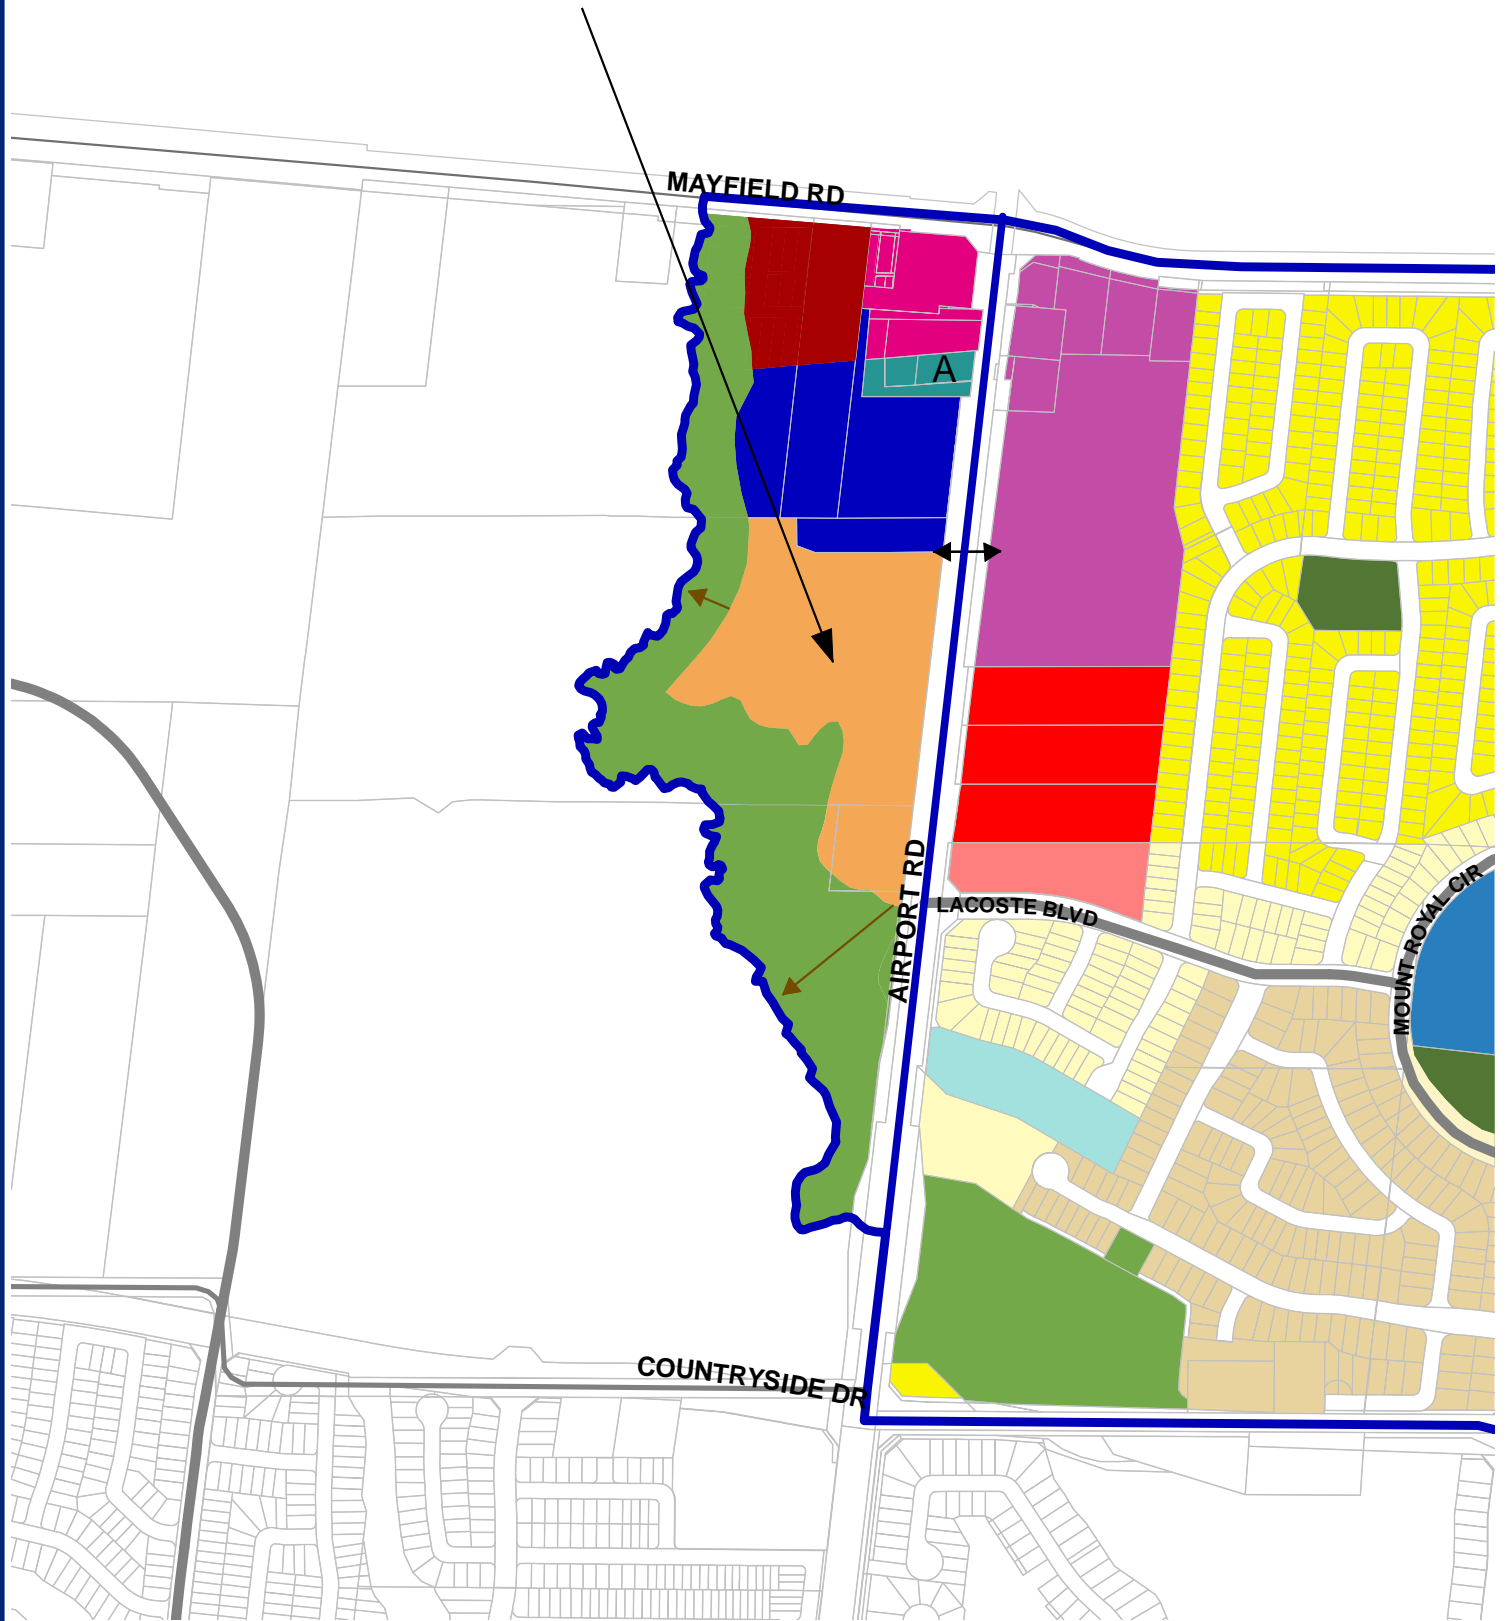 MAYFIELD RD
A
AIRPORT RD
LACOSTE BLVD
MOUNT ROYAL CIR
COUNTRYSIDE DR